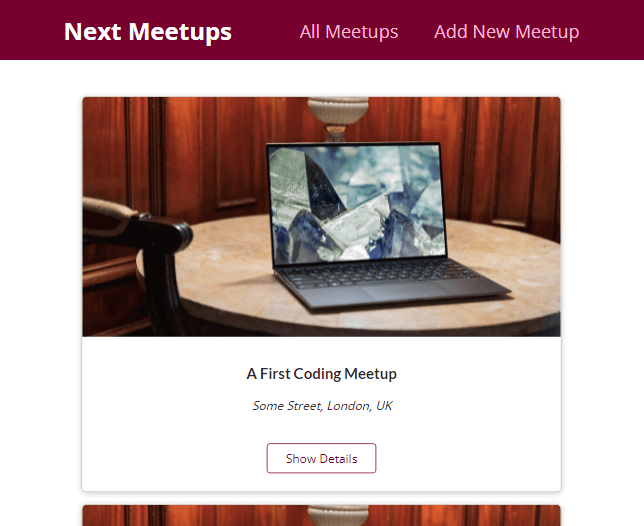 Next Meetups All Meetups Add New Meetup
A First Coding Meetup
Some Street, London, UK
Show Details